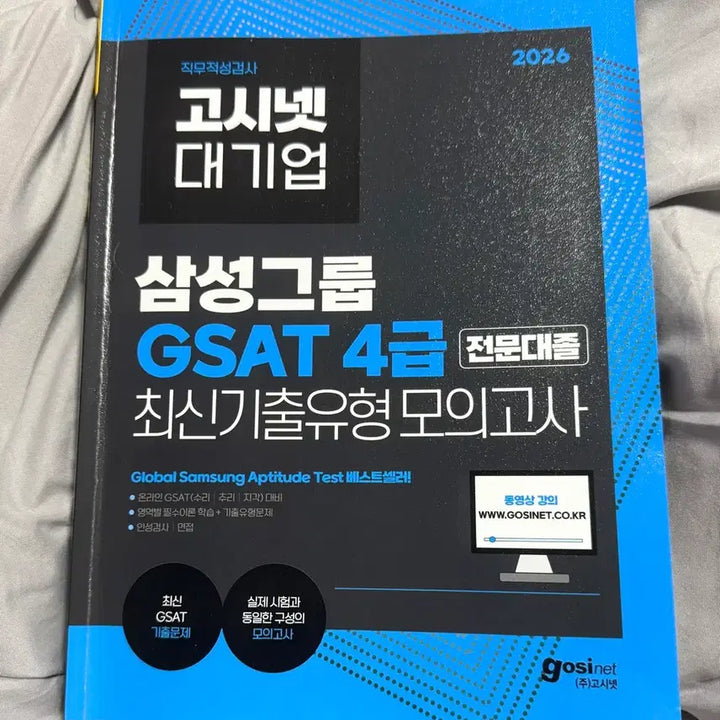 2026
직무적성검사
고시넷
대기업
삼성그룹
GSAT 4급 전문대졸
최신기출유형 모의고사
Global Samsung Aptitude Test 베스트셀러!
• 온라인 GSAT(수리 | 추리 | 지각) 대비
• 영역별 필수이론 학습 + 기출유형문제
• 인성검사 | 면접
동영상 강의
WWW.GOSINET.CO.KR
최신
GSAT
기출문제
실제 시험과
동일한 구성의
모의고사
gosinet
(주)고시넷